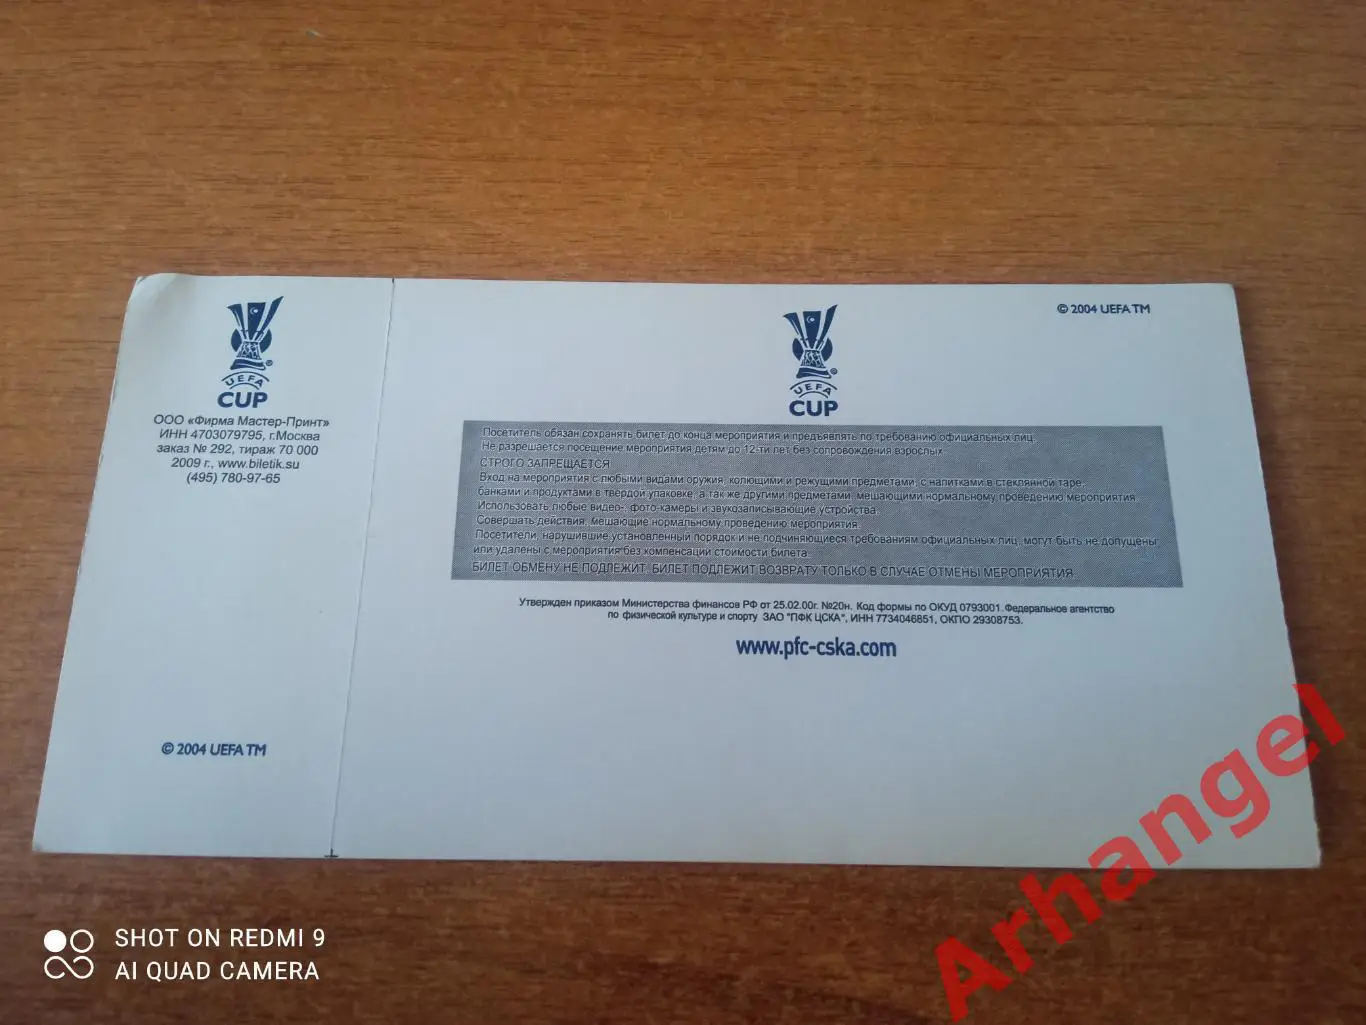 UEFA
CUP
ООО «Фирма Мастер-Принт»
ИНН 4703079795, г.Москва
заказ № 292, тираж 70 000
2009 г., www.biletik.su
(495) 780-97-65
© 2004 UEFA TM
UEFA
CUP
© 2004 UEFA TM
Посетитель обязан сохранять билет до конца мероприятия и предъявлять по требованию официальных лиц.
Не разрешается посещение мероприятия детям до 12-ти лет без сопровождения взрослых.
СТРОГО ЗАПРЕЩАЕТСЯ
Вход на мероприятия с любыми видами оружия, колющими и режущими предметами, с напитками в стеклянной таре,
банками и продуктами в твёрдой упаковке, а так же другими предметами, мешающими нормальному проведению мероприятия.
Использовать любые видео-, фото-камеры и звукозаписывающие устройства.
Совершать действия, мешающие нормальному проведению мероприятия.
Посетители, нарушившие установленный порядок и не подчиняющиеся требованиям официальных лиц, могут быть не допущены
или удалены с мероприятия без компенсации стоимости билета.
БИЛЕТ ОБМЕНУ НЕ ПОДЛЕЖИТ. БИЛЕТ ПОДЛЕЖИТ ВОЗВРАТУ ТОЛЬКО В СЛУЧАЕ ОТМЕНЫ МЕРОПРИЯТИЯ.
Утвержден приказом Министерства финансов РФ от 25.02.00г. №20н. Код формы по ОКУД 0793001. Федеральное агентство
по физической культуре и спорту ЗАО "ПФК ЦСКА", ИНН 7734046851, ОКПО 29308753.
www.pfc-cska.com
SHOT ON REDMI 9
AI QUAD CAMERA
Arhangel